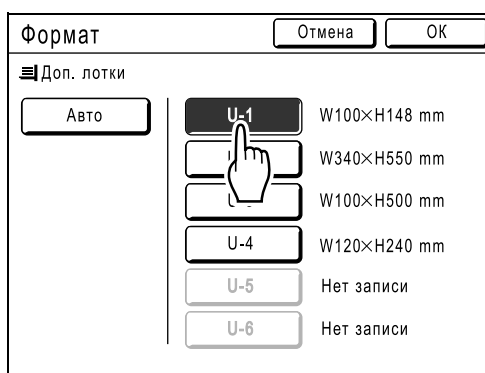 Формат Отмена ОК
Доп. лотки
Авто U-1 W100×H148 mm
W340×H550 mm
W100×H500 mm
U-4 W120×H240 mm
U-5 Нет записи
U-6 Нет записи